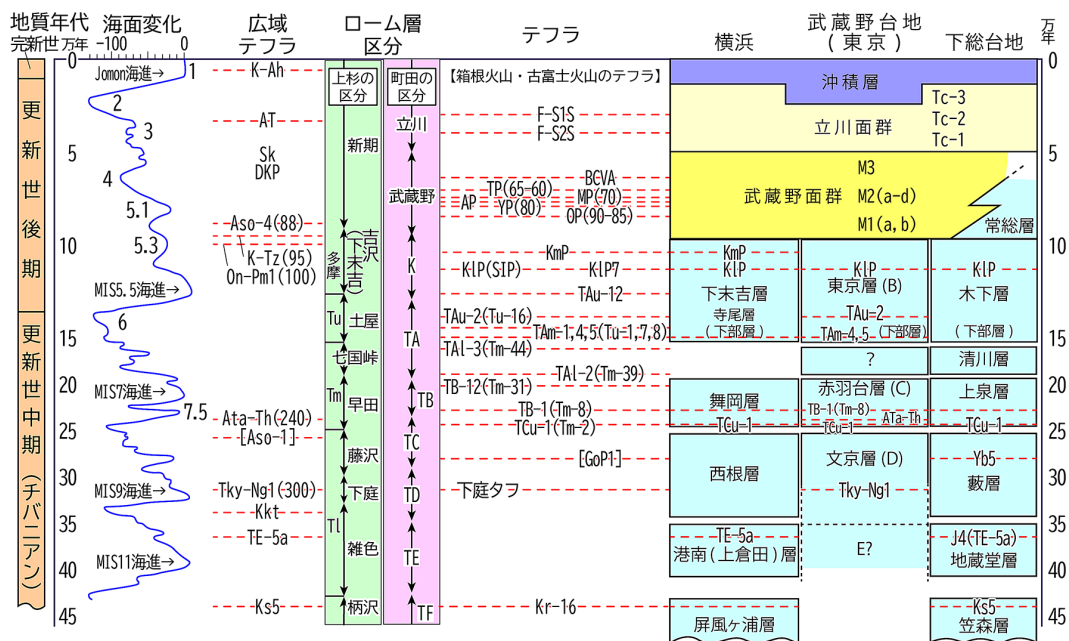 地質年代
完新世
万年
海面変化
-100
0
広域
テフラ
ローム層
区分
テフラ
横浜
武蔵野台地
(東京)
下総台地
万年
0
5
10
15
20
25
30
35
40
45
更新世後期
更新世中期
(チバニアン)
Jomon海進→
1
2
3
4
5.1
5.3
MIS5.5海進→
6
MIS7海進→
7.5
MIS9海進→
MIS11海進→
K-Ah
AT
Sk
DKP
Aso-4(88)
K-Tz(95)
On-Pm1(100)
Ata-Th(240)
[Aso-1]
Tky-Ng1(300)
Kkt
TE-5a
Ks5
上杉の
区分
新期
吉沢
(下末吉)
多摩
Tu
土屋
七国峠
Tm
早田
藤沢
下庭
Tl
雑色
柄沢
町田の
区分
立川
武蔵野
K
TA
TB
TC
TD
TE
TF
【箱根火山・古富士火山のテフラ】
F-S1S
F-S2S
BCVA
TP(65-60)
MP(70)
AP
YP(80)
OP(90-85)
KmP
KlP(SIP)
KlP7
TAu-12
TAu-2(Tu-16)
TAm-1,4,5(Tu-1,7,8)
TAl-3(Tm-44)
TAl-2(Tm-39)
TB-12(Tm-31)
TB-1(Tm-8)
TCu-1(Tm-2)
[GoP1]
下庭タフ
Kr-16
沖積層
立川面群
Tc-3
Tc-2
Tc-1
武蔵野面群
M3
M2(a-d)
M1(a,b)
常総層
KmP
KlP
下末吉層
寺尾層
(下部層)
舞岡層
TCu-1
西根層
TE-5a
港南(上倉田)層
屏風ヶ浦層
KlP
東京層(B)
TAu-2
TAm-4,5
(下部層)
?
赤羽台層(C)
TB-1(Tm-8)
ATa-Th
TCu-1
文京層(D)
Tky-Ng1
E?
KlP
木下層
(下部層)
清川層
上泉層
TCu-1
Yb5
藪層
J4(TE-5a)
地蔵堂層
Ks5
笠森層
0
5
10
15
20
25
30
35
40
45